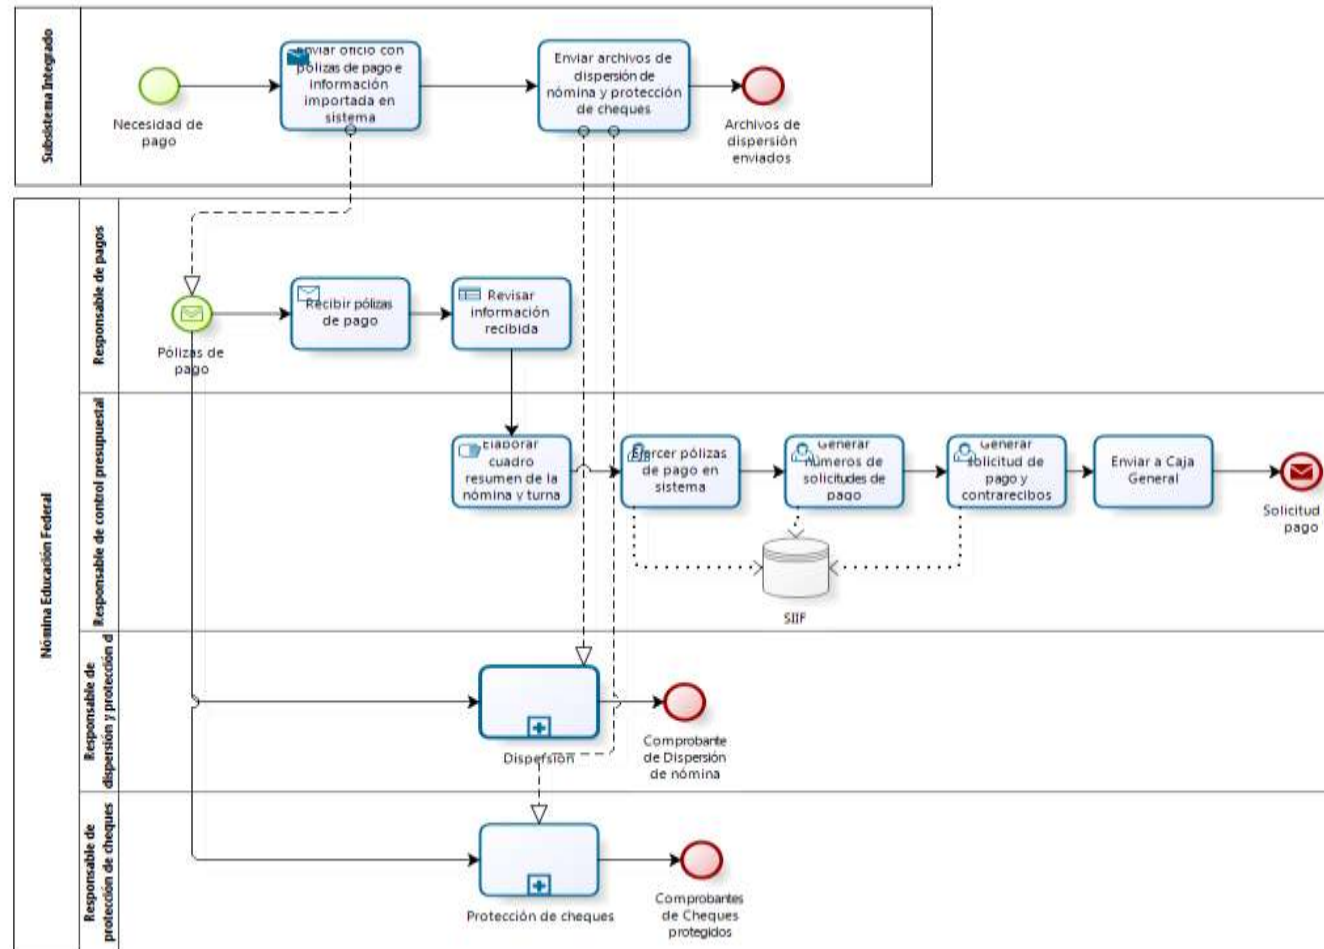 Subsistema Integrado
Necesidad de
pago
Enviar oficio con
pólizas de pago e
información
importada en
sistema
Enviar archivos de
dispersión de
nómina y protección
de cheques
Archivos de
dispersión
enviados
Nómina Educación Federal
Responsable de pagos
Pólizas de
pago
Recibir pólizas
de pago
Revisar
información
recibida
Responsable de control presupuestal
Elaborar
cuadro
resumen de la
nómina y turna
Ejercer pólizas
de pago en
sistema
Generar
números de
solicitudes de
pago
Generar
solicitud de
pago y
contrarecibos
Enviar a Caja
General
Solicitud
pago
SIIF
Responsable de
dispersión y protección d
Dispersión
Comprobante
de Dispersión
de nómina
Responsable de
protección de cheques
Protección de cheques
Comprobantes
de Cheques
protegidos